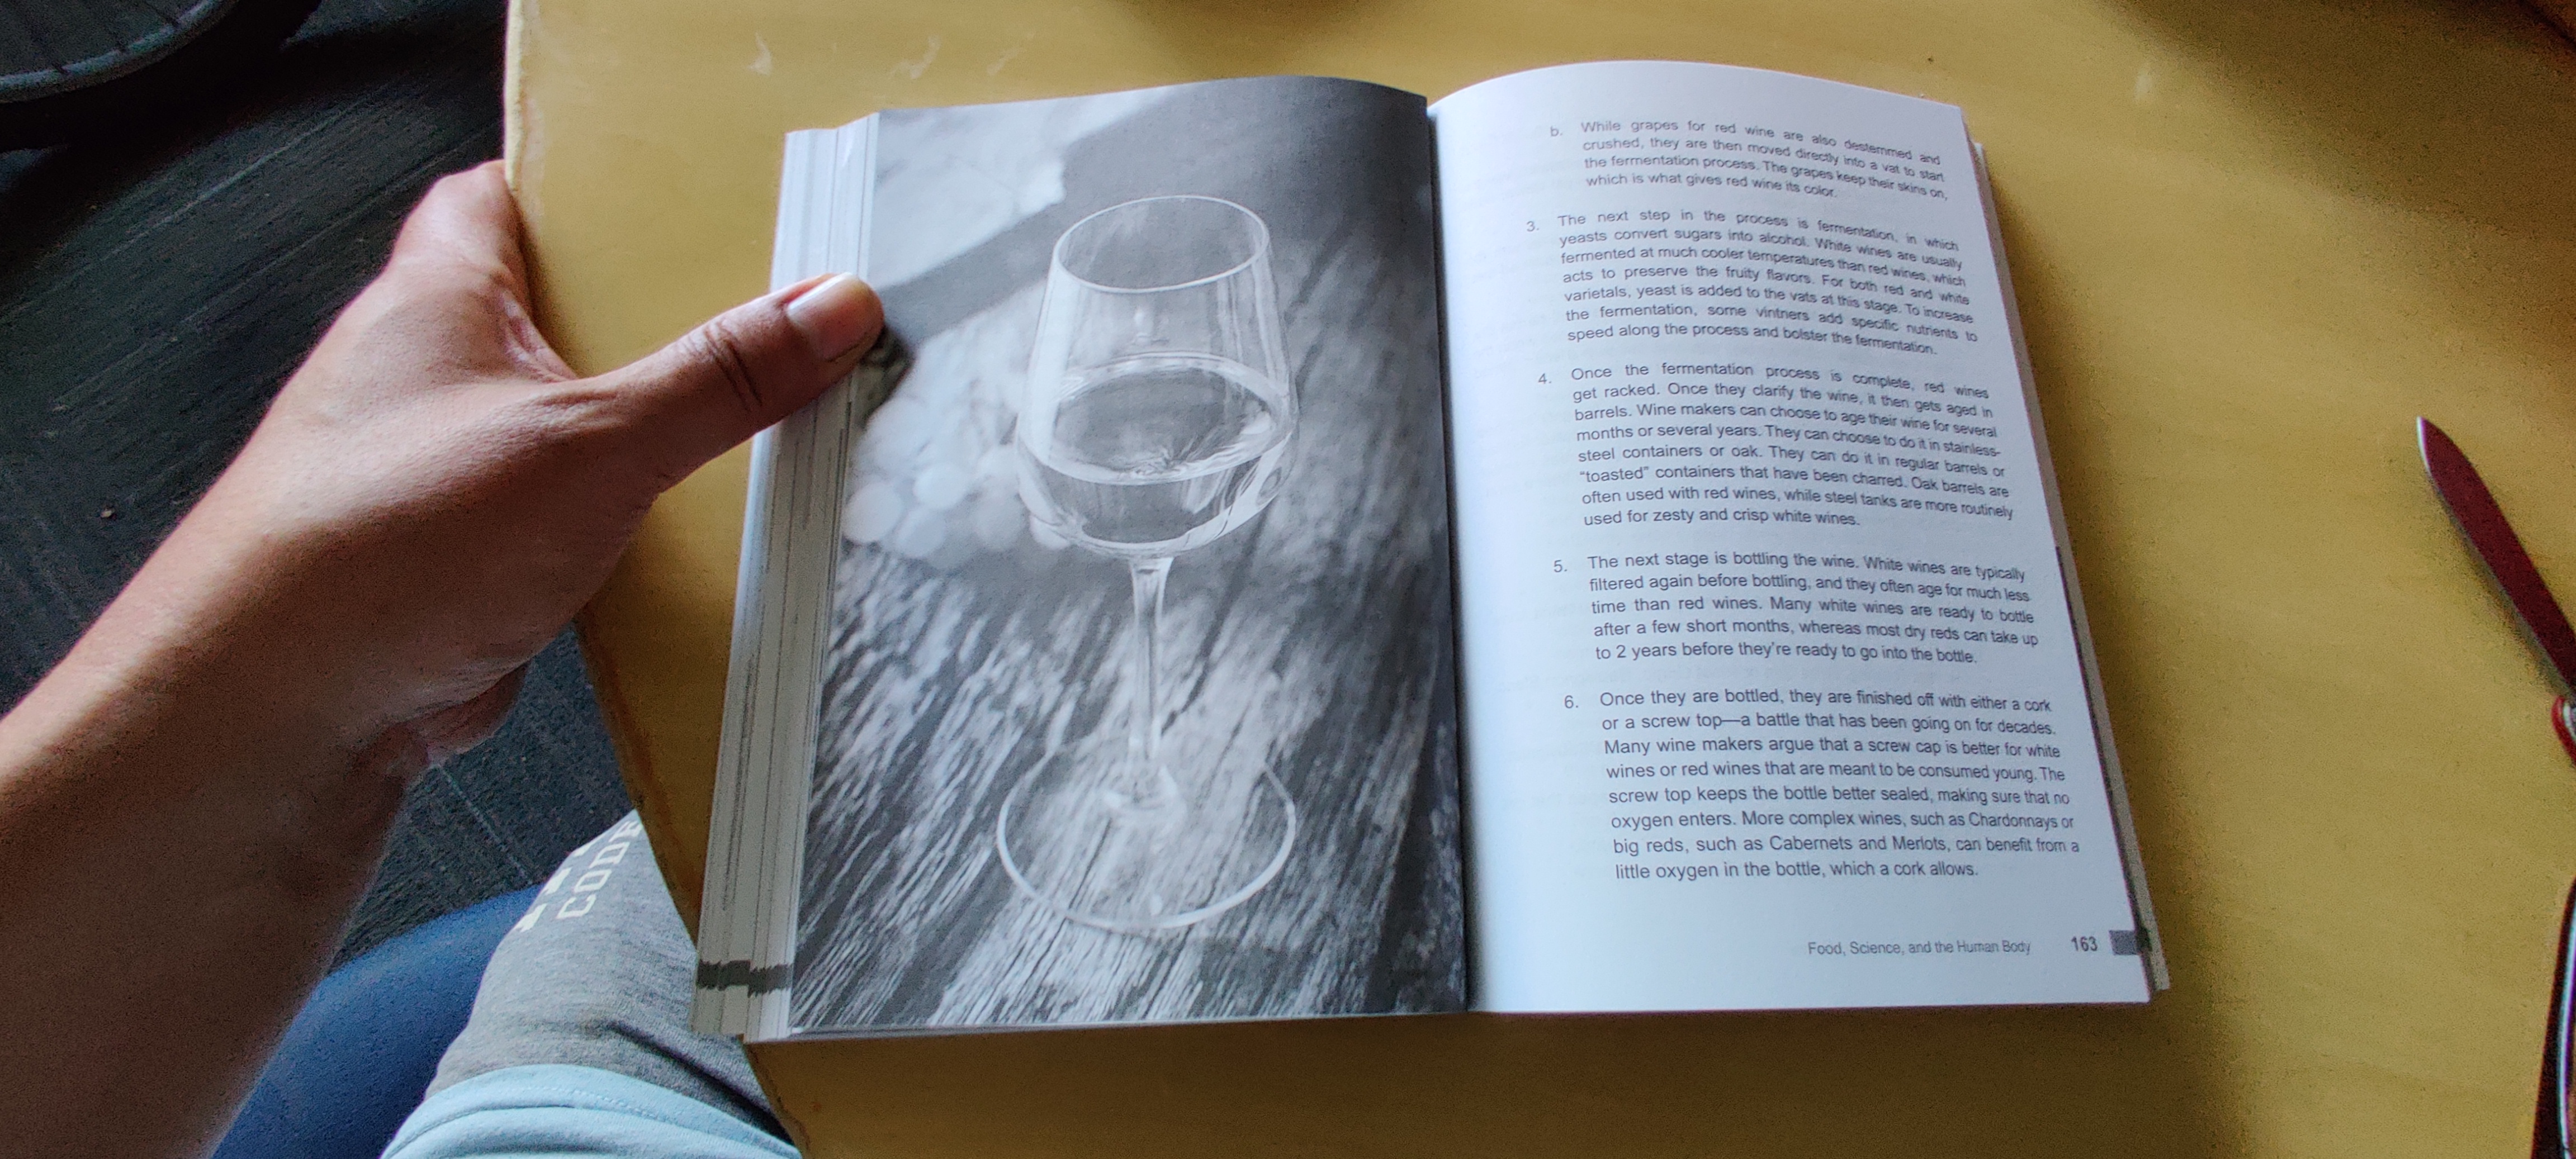 b. While grapes for red wine are also destemmed and
crushed, they are then moved directly into a vat to start
the fermentation process. The grapes keep their skins on,
which is what gives red wine its color.
3. The next step in the process is fermentation, in which
yeasts convert sugars into alcohol. White wines are usually
fermented at much cooler temperatures than red wines, which
acts to preserve the fruity flavors. For both red and white
varietals, yeast is added to the vats at this stage. To increase
the fermentation, some vintners add specific nutrients to
speed along the process and bolster the fermentation.
4. Once the fermentation process is complete, red wines
get racked. Once they clarify the wine, it then gets aged in
barrels. Wine makers can choose to age their wine for several
months or several years. They can choose to do it in stainless-
steel containers or oak. They can do it in regular barrels or
“toasted” containers that have been charred. Oak barrels are
often used with red wines, while steel tanks are more routinely
used for zesty and crisp white wines.
5. The next stage is bottling the wine. White wines are typically
filtered again before bottling, and they often age for much less
time than red wines. Many white wines are ready to bottle
after a few short months, whereas most dry reds can take up
to 2 years before they’re ready to go into the bottle.
6. Once they are bottled, they are finished off with either a cork
or a screw top—a battle that has been going on for decades.
Many wine makers argue that a screw cap is better for white
wines or red wines that are meant to be consumed young. The
screw top keeps the bottle better sealed, making sure that no
oxygen enters. More complex wines, such as Chardonnays or
big reds, such as Cabernets and Merlots, can benefit from a
little oxygen in the bottle, which a cork allows.
Food, Science, and the Human Body 163